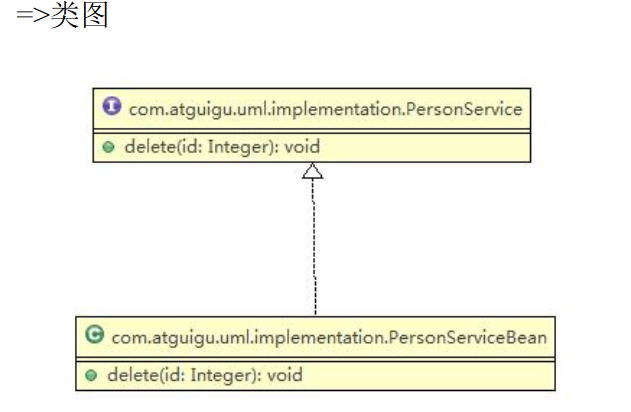 =>类图
I com.atguigu.uml.implementation.PersonService
delete(id: Integer): void
C com.atguigu.uml.implementation.PersonServiceBean
delete(id: Integer): void